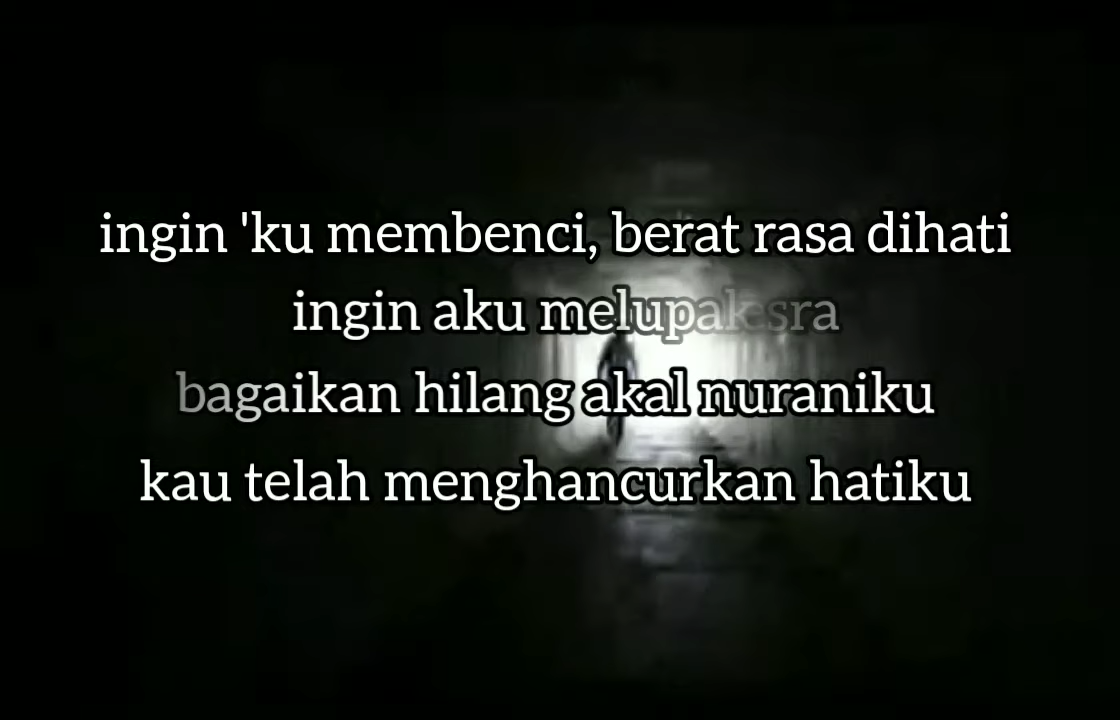 ingin 'ku membenci, berat rasa dihati
ingin aku
bagaikan hilang akal nuraniku
kau telah menghancurkan hatiku